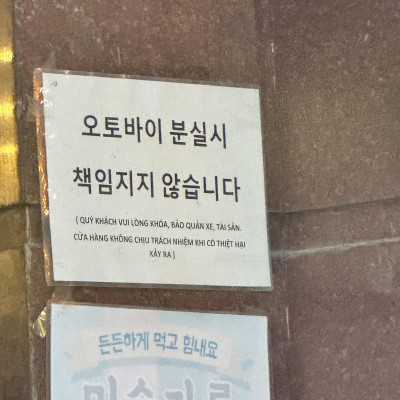 오토바이 분실시
책임지지 않습니다
( QUÝ KHÁCH VUI LÒNG KHÓA, BẢO QUẢN XE, TÀI SẢN.
CỬA HÀNG KHÔNG CHỊU TRÁCH NHIỆM KHI CÓ THIỆT HẠI
XẢY RA )
든든하게 먹고 힘내요